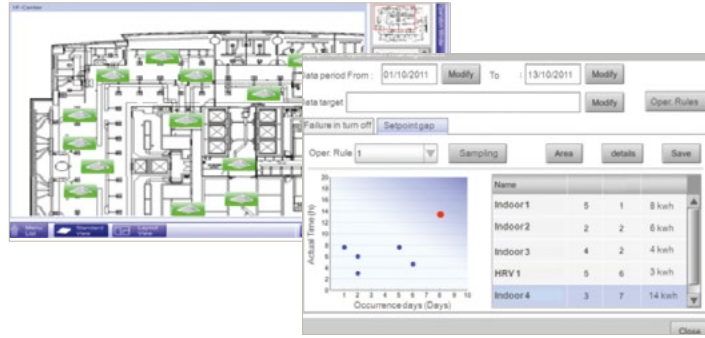 1F-Center
Menu List
Standard View
Layout View
Data period From : 01/10/2011 Modify To : 13/10/2011 Modify
Data target Modify Oper. Rules
Failure in turn off Setpoint gap
Oper. Rule 1 Sampling Area details Save
Actual Time (h)
20
18
16
14
12
10
8
6
4
2
0
1 2 3 4 5 6 7 8 9 10
Occurrence days (Days)
Name
Indoor1 5 1 8 kwh
Indoor2 2 2 6 kwh
Indoor3 4 2 4 kwh
HRV 1 5 6 3 kwh
Indoor4 3 7 14 kwh
Close